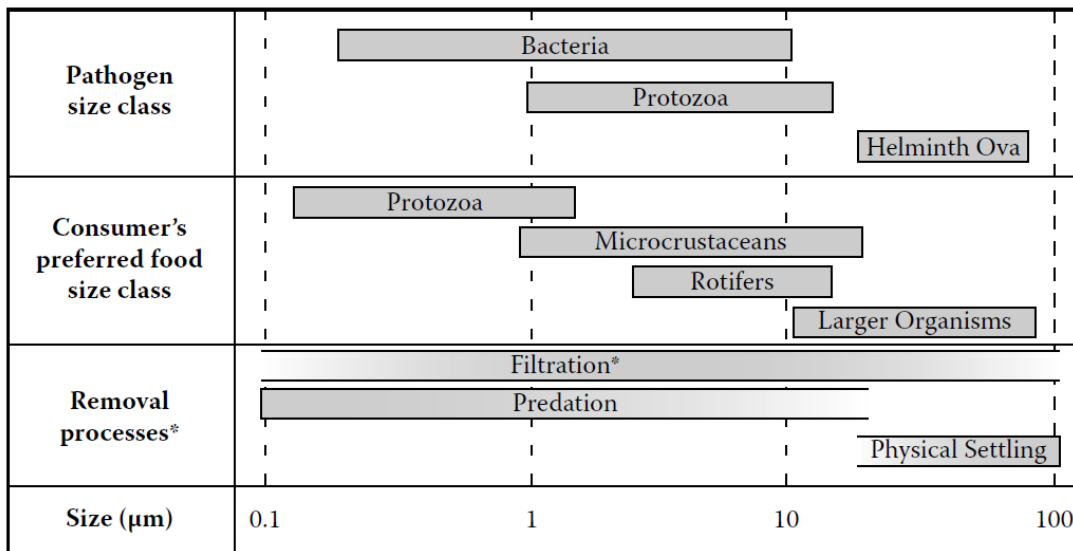 Pathogen
size class
Bacteria
Protozoa
Helminth Ova
Consumer’s
preferred food
size class
Protozoa
Microcrustaceans
Rotifers
Larger Organisms
Removal
processes*
Filtration*
Predation
Physical Settling
Size (µm)
0.1 1 10 100